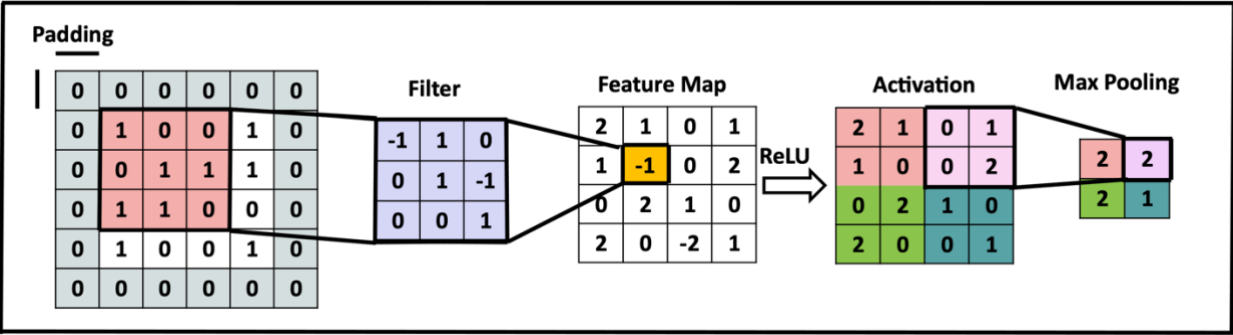 Padding
Filter
Feature Map
Activation
Max Pooling
0 0 0 0 0 0
0 1 0 0 1 0
0 0 1 1 1 0
0 1 1 0 0 0
0 1 0 0 1 0
0 0 0 0 0 0
-1 1 0
0 1 -1
0 0 1
2 1 0 1
1 -1 0 2
0 2 1 0
2 0 -2 1
ReLU
2 1 0 1
1 0 0 2
0 2 1 0
2 0 0 1
2 2
2 1